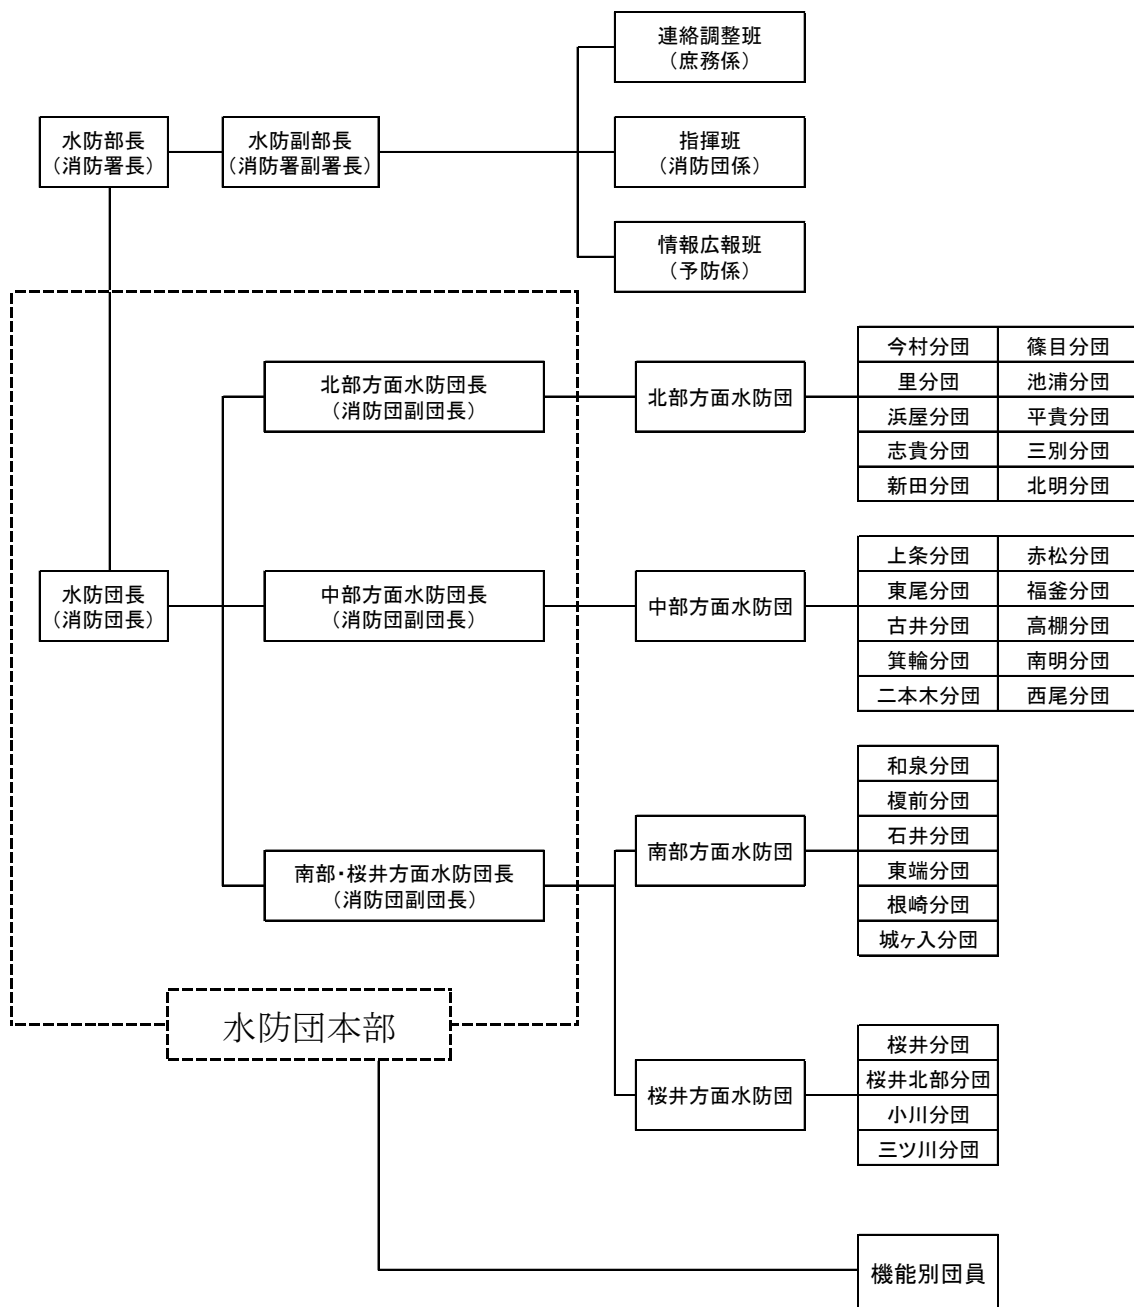 連絡調整班
（庶務係）
水防部長
（消防署長）
水防副部長
（消防署副署長）
指揮班
（消防団係）
情報広報班
（予防係）
北部方面水防団長
（消防団副団長）
北部方面水防団
今村分団 篠目分団
里分団 池浦分団
浜屋分団 平貴分団
志貴分団 三別分団
新田分団 北明分団
水防団長
（消防団長）
中部方面水防団長
（消防団副団長）
中部方面水防団
上条分団 赤松分団
東尾分団 福釜分団
古井分団 高棚分団
箕輪分団 南明分団
二本木分団 西尾分団
南部・桜井方面水防団長
（消防団副団長）
南部方面水防団
和泉分団
榎前分団
石井分団
東端分団
根崎分団
城ヶ入分団
水防団本部
桜井方面水防団
桜井分団
桜井北部分団
小川分団
三ツ川分団
機能別団員